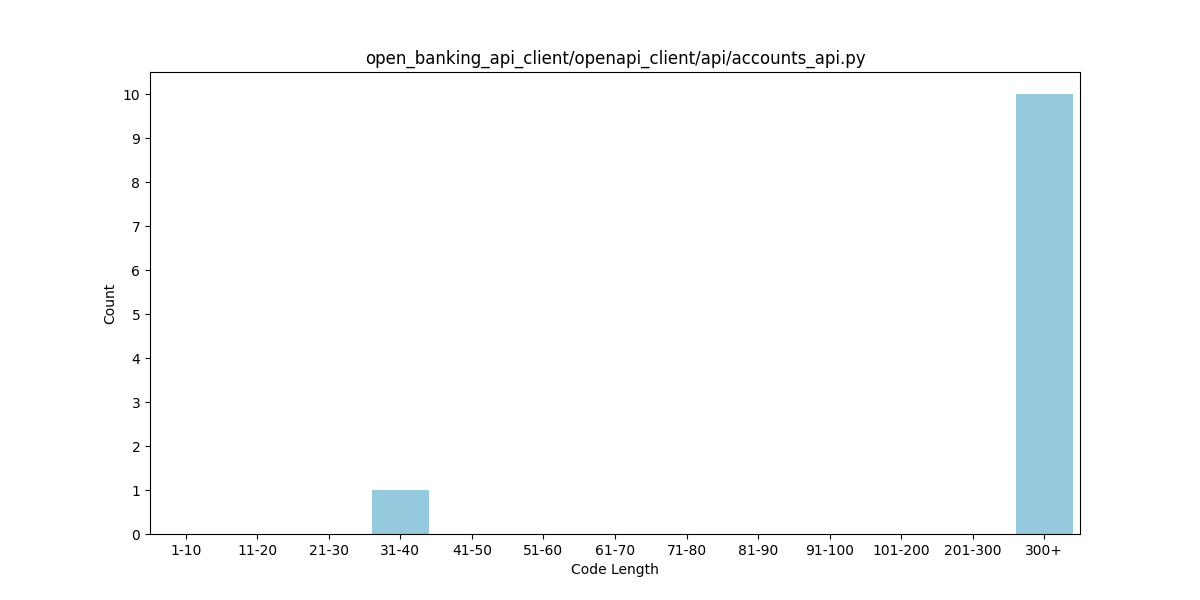 open_banking_api_client/openapi_client/api/accounts_api.py
10
9
8
7
6
5
4
3
2
1
0
Count
1-10 11-20 21-30 31-40 41-50 51-60 61-70 71-80 81-90 91-100 101-200 201-300 300+
Code Length